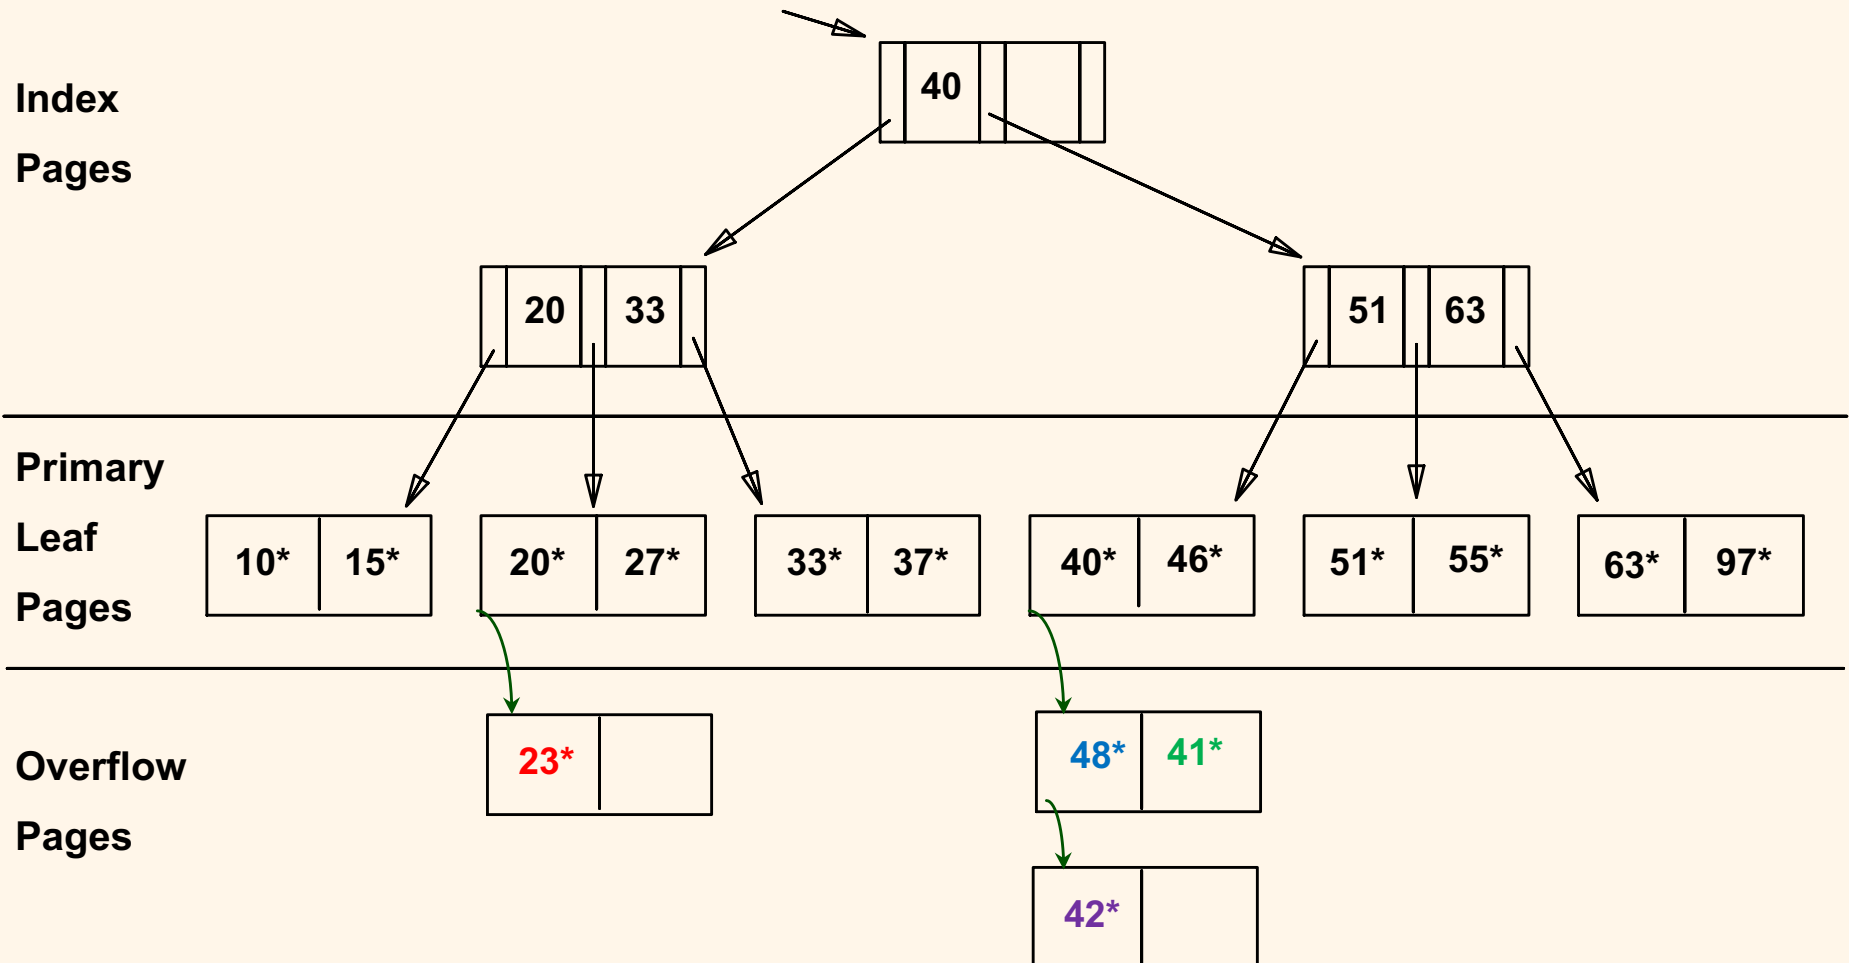 Index
Pages
40
20 33
51 63
Primary
Leaf
Pages
10* 15*
20* 27*
33* 37*
40* 46*
51* 55*
63* 97*
Overflow
Pages
23*
48* 41*
42*